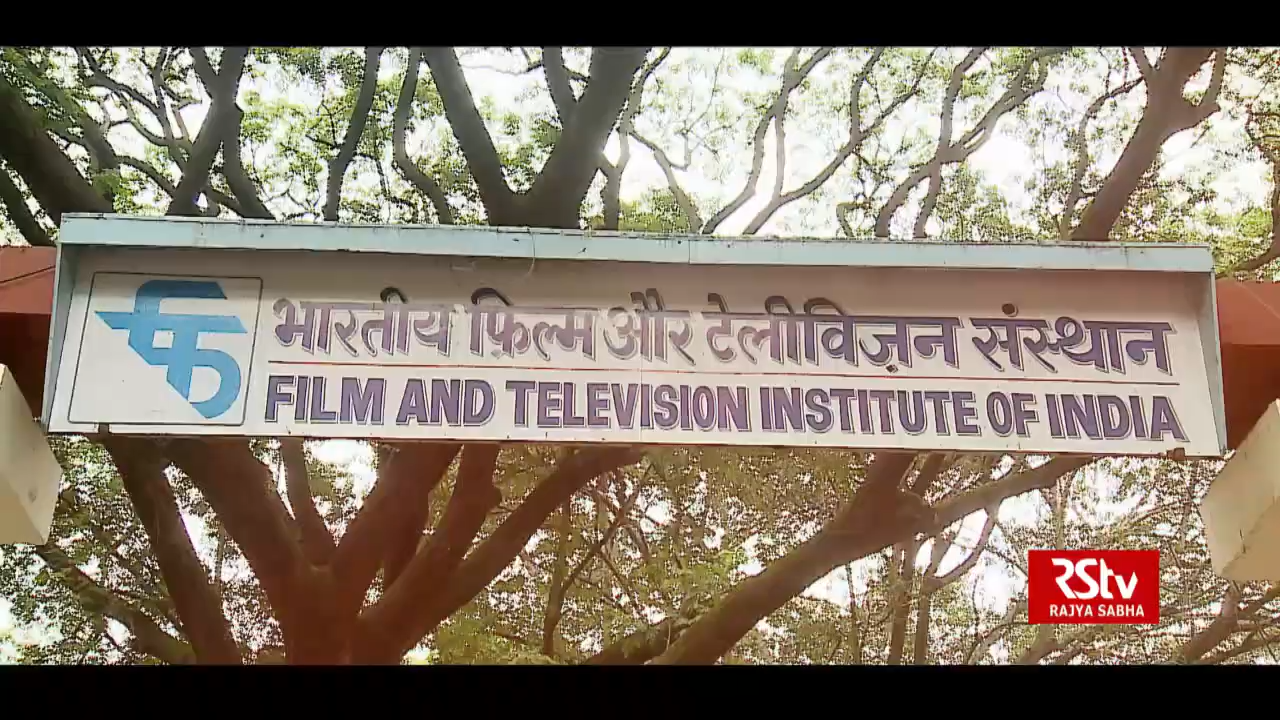 भारतीय फ़िल्म और टेलीविज़न संस्थान
FILM AND TELEVISION INSTITUTE OF INDIA
RStv
RAJYA SABHA